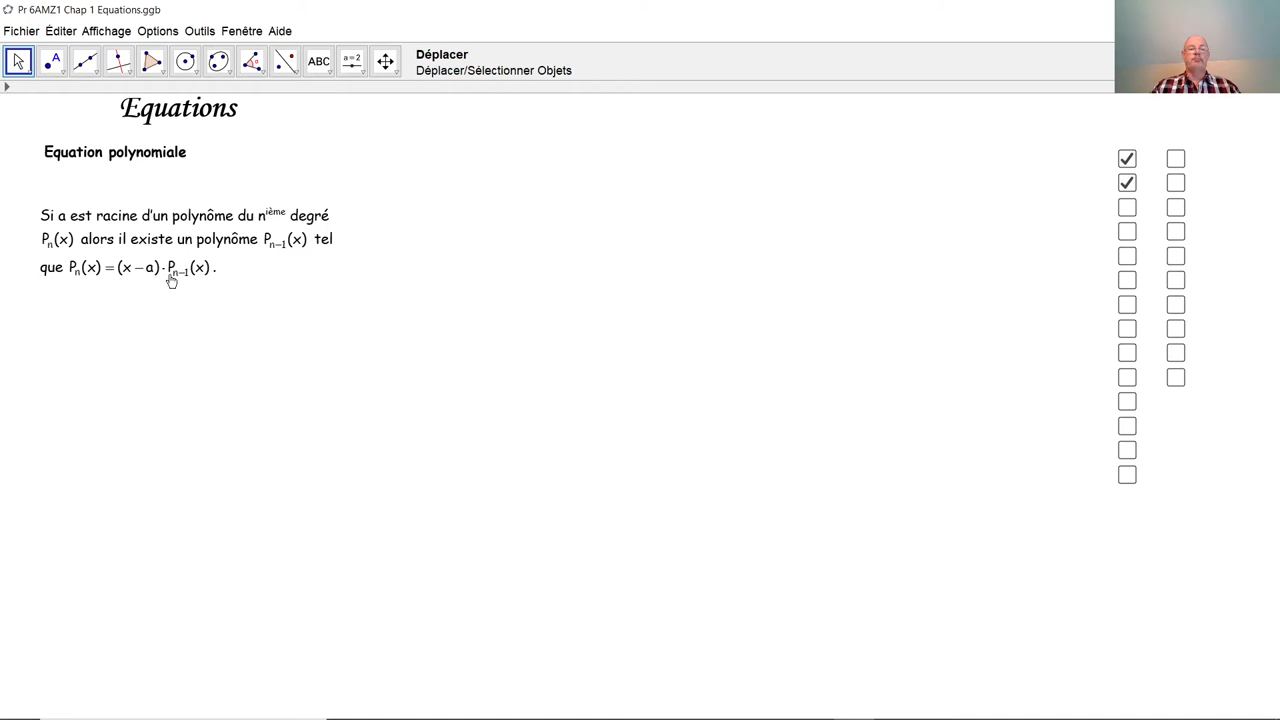 Pr 6AMZ1 Chap 1 Equations.ggb
Fichier Éditer Affichage Options Outils Fenêtre Aide
A
ABC
a=2
Déplacer
Déplacer/Sélectionner Objets
Equations
Equation polynomiale
Si a est racine d'un polynôme du nⁱᵉᵐᵉ degré
Pₙ(x) alors il existe un polynôme Pₙ₋₁(x) tel
que Pₙ(x) = (x − a) · Pₙ₋₁(x) .